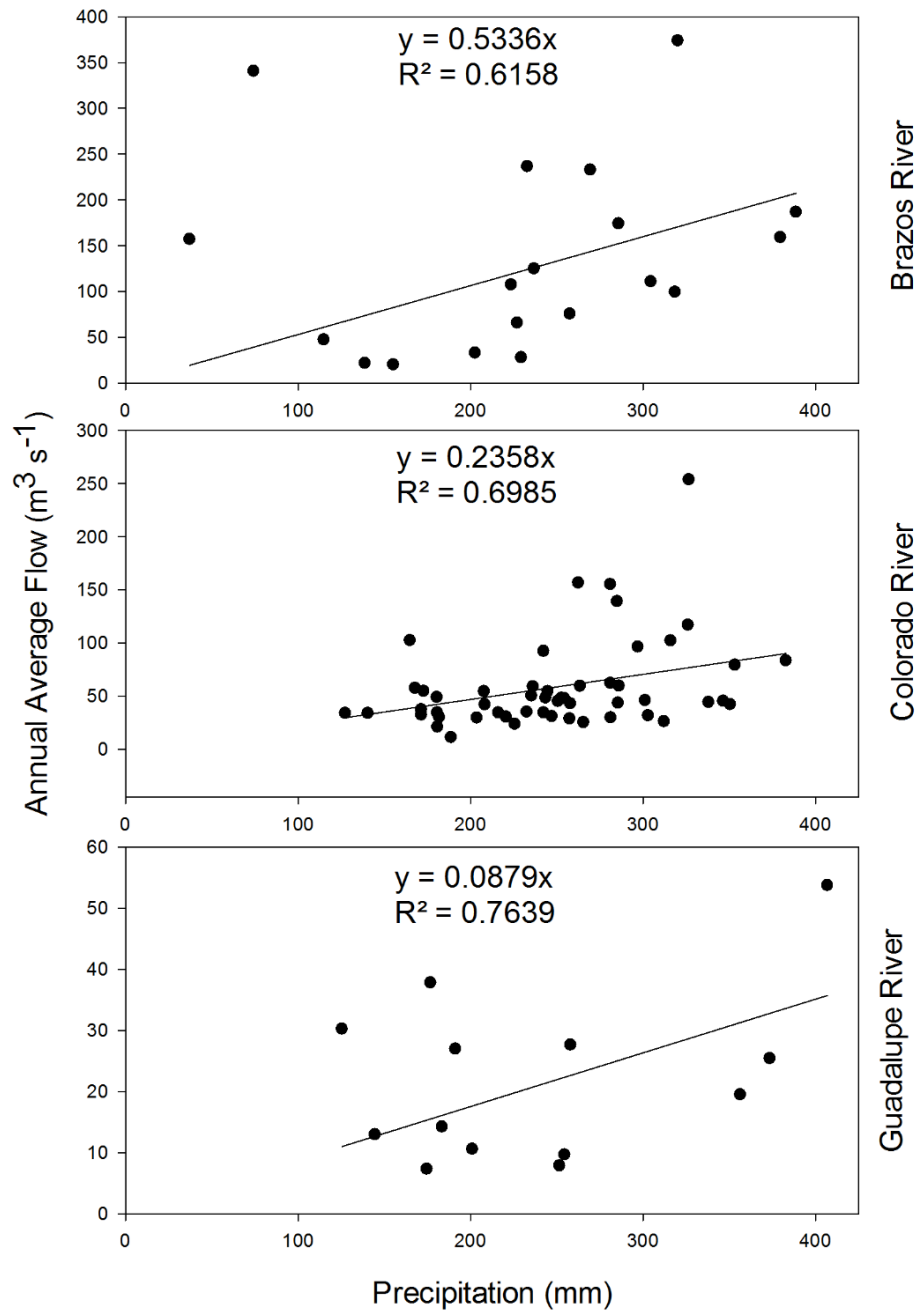 400
350
300
250
200
150
100
50
0
y = 0.5336x
R² = 0.6158
0 100 200 300 400
Brazos River
300
250
200
150
100
50
0
y = 0.2358x
R² = 0.6985
0 100 200 300 400
Colorado River
Annual Average Flow (m³ s⁻¹)
60
50
40
30
20
10
0
y = 0.0879x
R² = 0.7639
0 100 200 300 400
Guadalupe River
Precipitation (mm)